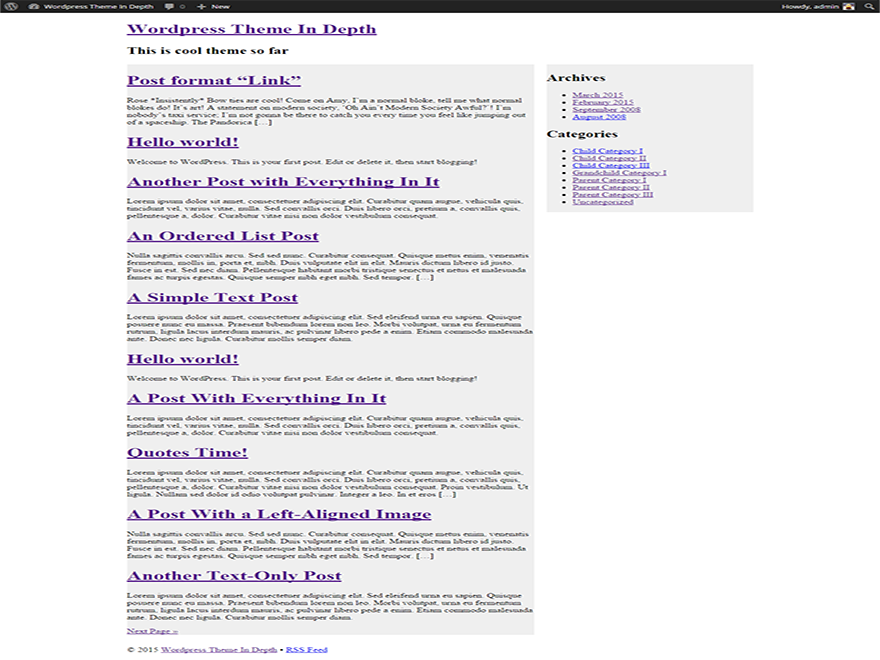 Wordpress Theme In Depth 0 New Howdy, admin
Wordpress Theme In Depth
This is cool theme so far
Post format “Link”
Rose *Insistently* Bow ties are cool! Come on Amy, I’m a normal bloke, tell me what normal
blokes do! It’s art! A statement on modern society, ‘Oh Ain’t Modern Society Awful?’! I’m
nobody’s taxi service; I’m not gonna be there to catch you every time you feel like jumping out
of a spaceship. The Pandorica […]
Hello world!
Welcome to WordPress. This is your first post. Edit or delete it, then start blogging!
Another Post with Everything In It
Lorem ipsum dolor sit amet, consectetuer adipiscing elit. Curabitur quam augue, vehicula quis,
tincidunt vel, varius vitae, nulla. Sed convallis orci. Duis libero orci, pretium a, convallis quis,
pellentesque a, dolor. Curabitur vitae nisi non dolor vestibulum consequat.
An Ordered List Post
Nulla sagittis convallis arcu. Sed sed nunc. Curabitur consequat. Quisque metus enim, venenatis
fermentum, mollis in, porta et, nibh. Duis vulputate elit in elit. Mauris dictum libero id justo.
Fusce in est. Sed nec diam. Pellentesque habitant morbi tristique senectus et netus et malesuada
fames ac turpis egestas. Quisque semper nibh eget nibh. Sed tempor. […]
A Simple Text Post
Lorem ipsum dolor sit amet, consectetuer adipiscing elit. Sed eleifend urna eu sapien. Quisque
posuere nunc eu massa. Praesent bibendum lorem non leo. Morbi volutpat, urna eu fermentum
rutrum, ligula lacus interdum mauris, ac pulvinar libero pede a enim. Etiam commodo malesuada
ante. Donec nec ligula. Curabitur mollis semper diam.
Hello world!
Welcome to WordPress. This is your first post. Edit or delete it, then start blogging!
A Post With Everything In It
Lorem ipsum dolor sit amet, consectetuer adipiscing elit. Curabitur quam augue, vehicula quis,
tincidunt vel, varius vitae, nulla. Sed convallis orci. Duis libero orci, pretium a, convallis quis,
pellentesque a, dolor. Curabitur vitae nisi non dolor vestibulum consequat.
Quotes Time!
Lorem ipsum dolor sit amet, consectetuer adipiscing elit. Curabitur quam augue, vehicula quis,
tincidunt vel, varius vitae, nulla. Sed convallis orci. Duis libero orci, pretium a, convallis quis,
pellentesque a, dolor. Curabitur vitae nisi non dolor vestibulum consequat. Proin vestibulum. Ut
ligula. Nullam sed dolor id odio volutpat pulvinar. Integer a leo. In et eros […]
A Post With a Left-Aligned Image
Nulla sagittis convallis arcu. Sed sed nunc. Curabitur consequat. Quisque metus enim, venenatis
fermentum, mollis in, porta et, nibh. Duis vulputate elit in elit. Mauris dictum libero id justo.
Fusce in est. Sed nec diam. Pellentesque habitant morbi tristique senectus et netus et malesuada
fames ac turpis egestas. Quisque semper nibh eget nibh. Sed tempor. […]
Another Text-Only Post
Lorem ipsum dolor sit amet, consectetuer adipiscing elit. Sed eleifend urna eu sapien. Quisque
posuere nunc eu massa. Praesent bibendum lorem non leo. Morbi volutpat, urna eu fermentum
rutrum, ligula lacus interdum mauris, ac pulvinar libero pede a enim. Etiam commodo malesuada
ante. Donec nec ligula. Curabitur mollis semper diam.
Next Page »
Archives
March 2015
February 2015
September 2008
August 2008
Categories
Child Category I
Child Category II
Child Category III
Grandchild Category I
Parent Category I
Parent Category II
Parent Category III
Uncategorized
© 2015 Wordpress Theme In Depth • RSS Feed